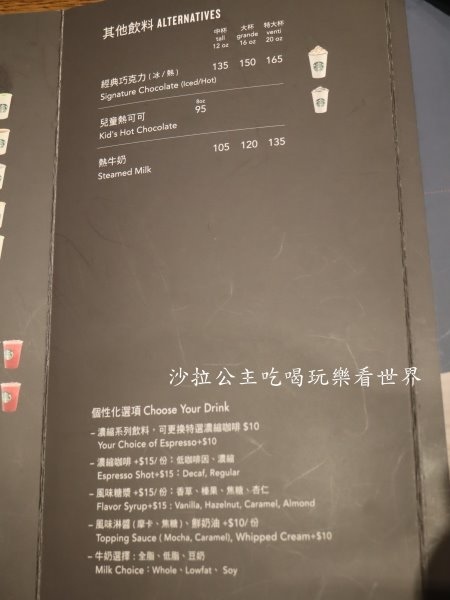 其他飲料 ALTERNATIVES
中杯 大杯 特大杯
tall grande venti
12 oz 16 oz 20 oz
經典巧克力 (冰/熱) 135 150 165
Signature Chocolate (Iced/Hot)
8oz
兒童熱可可 95
Kid's Hot Chocolate
熱牛奶 105 120 135
Steamed Milk
沙拉公主吃喝玩樂看世界
個性化選項 Choose Your Drink
– 濃縮系列飲料，可更換特選濃縮咖啡 $10
Your Choice of Espresso+$10
– 濃縮咖啡 +$15/ 份：低咖啡因、濃縮
Espresso Shot+$15：Decaf, Regular
– 風味糖漿 +$15/ 份：香草、榛果、焦糖、杏仁
Flavor Syrup+$15 : Vanilla, Hazelnut, Caramel, Almond
– 風味淋醬 ( 摩卡、焦糖 )、鮮奶油 +$10/ 份
Topping Sauce ( Mocha, Caramel), Whipped Cream+$10
– 牛奶選擇 : 全脂、低脂、豆奶
Milk Choice : Whole、Lowfat、 Soy